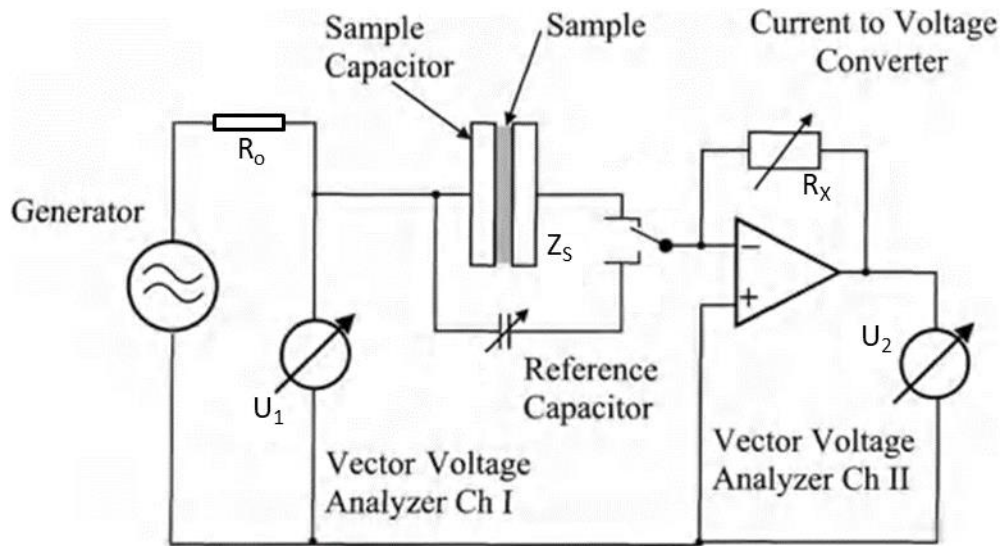 Sample
Capacitor
Sample
Current to Voltage
Converter
Rₒ
Generator
Zₛ
Rₓ
−
+
U₁
U₂
Reference
Capacitor
Vector Voltage
Analyzer Ch I
Vector Voltage
Analyzer Ch II